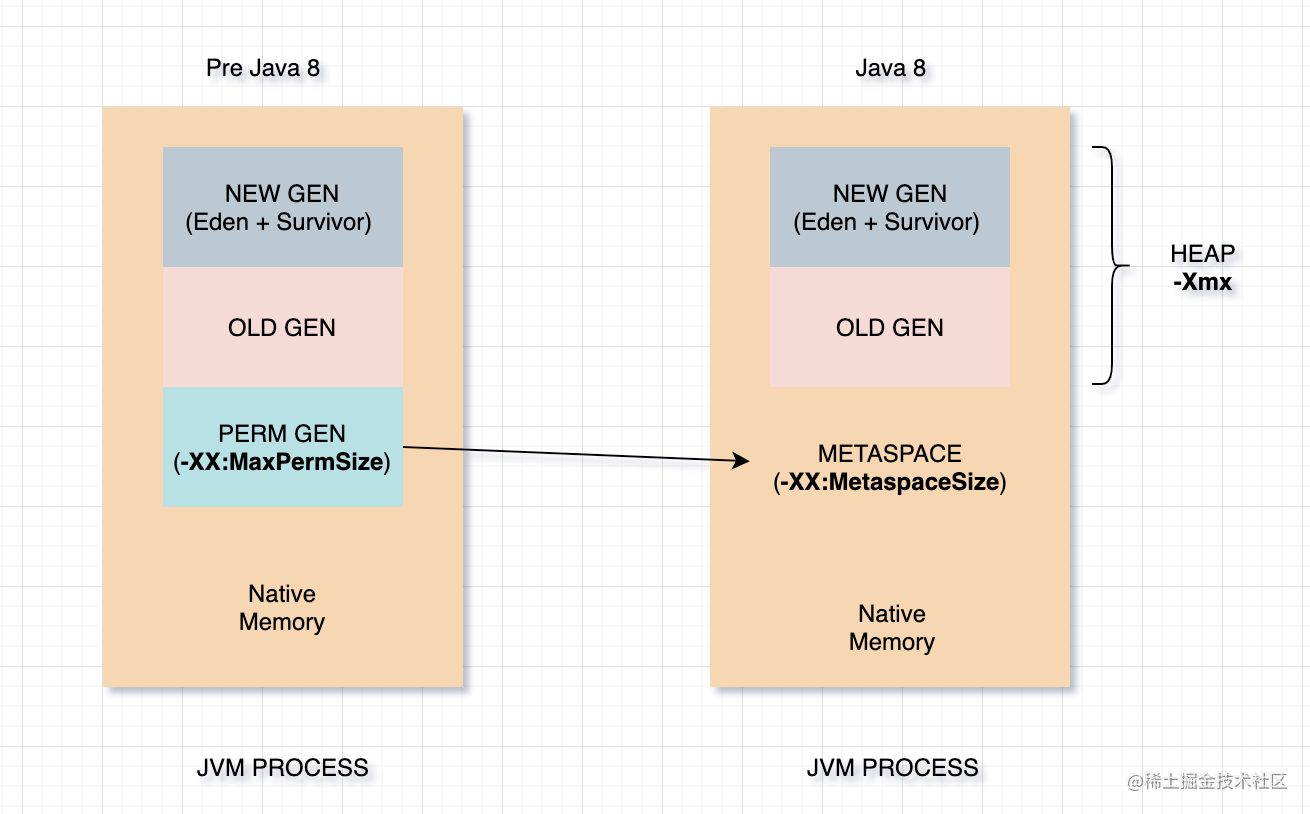 Pre Java 8
NEW GEN
(Eden + Survivor)
OLD GEN
PERM GEN
(-XX:MaxPermSize)
Native
Memory
JVM PROCESS
Java 8
NEW GEN
(Eden + Survivor)
OLD GEN
METASPACE
(-XX:MetaspaceSize)
Native
Memory
JVM PROCESS
HEAP
-Xmx
@稀土掘金技术社区